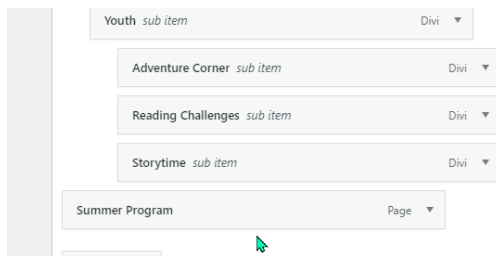 Youth sub item Divi
Adventure Corner sub item Divi
Reading Challenges sub item Divi
Storytime sub item Divi
Summer Program Page